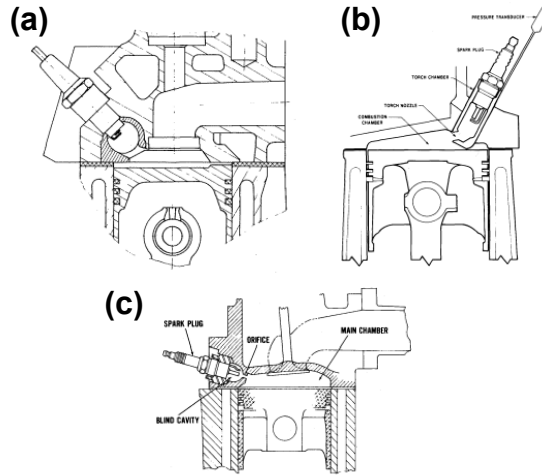 (a)
(b)
PRESSURE TRANSDUCER
SPARK PLUG
TORCH CHAMBER
TORCH NOZZLE
COMBUSTION
CHAMBER
(c)
SPARK PLUG
ORIFICE
MAIN CHAMBER
BLIND CAVITY